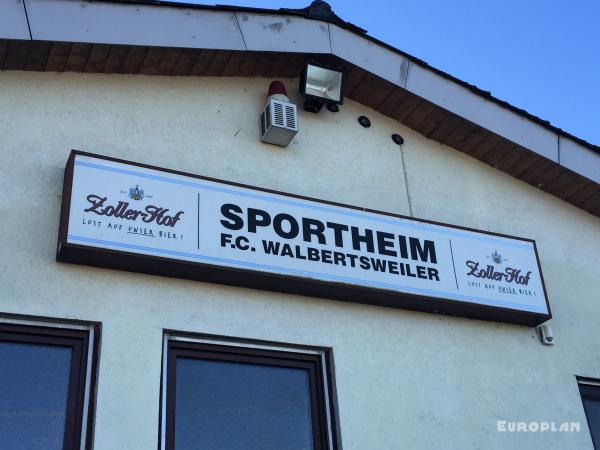 Zoller-Hof
LUST AUF UNSER BIER!
SPORTHEIM
F.C. WALBERTSWEILER
Zoller-Hof
LUST AUF UNSER BIER!
EUROPLAN